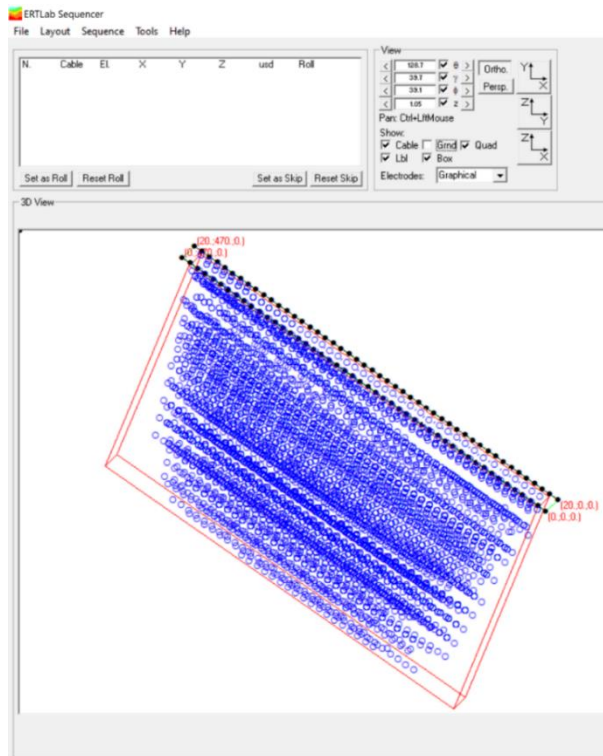 ERTLab Sequencer
File Layout Sequence Tools Help
N. Cable El. X Y Z usd Roll
Set as Roll Reset Roll Set as Skip Reset Skip
View
< 128.7 θ >
< 39.7 γ >
< 39.1 ϕ >
< 1.05 z >
Ortho.
Persp.
Y X
Z Y
Z X
Pan: Ctrl+LftMouse
Show:
Cable Grnd Quad
Lbl Box
Electrodes: Graphical
3D View
(20.;470.;0.)
(20.;0.;0.)
(0.;0.;0.)